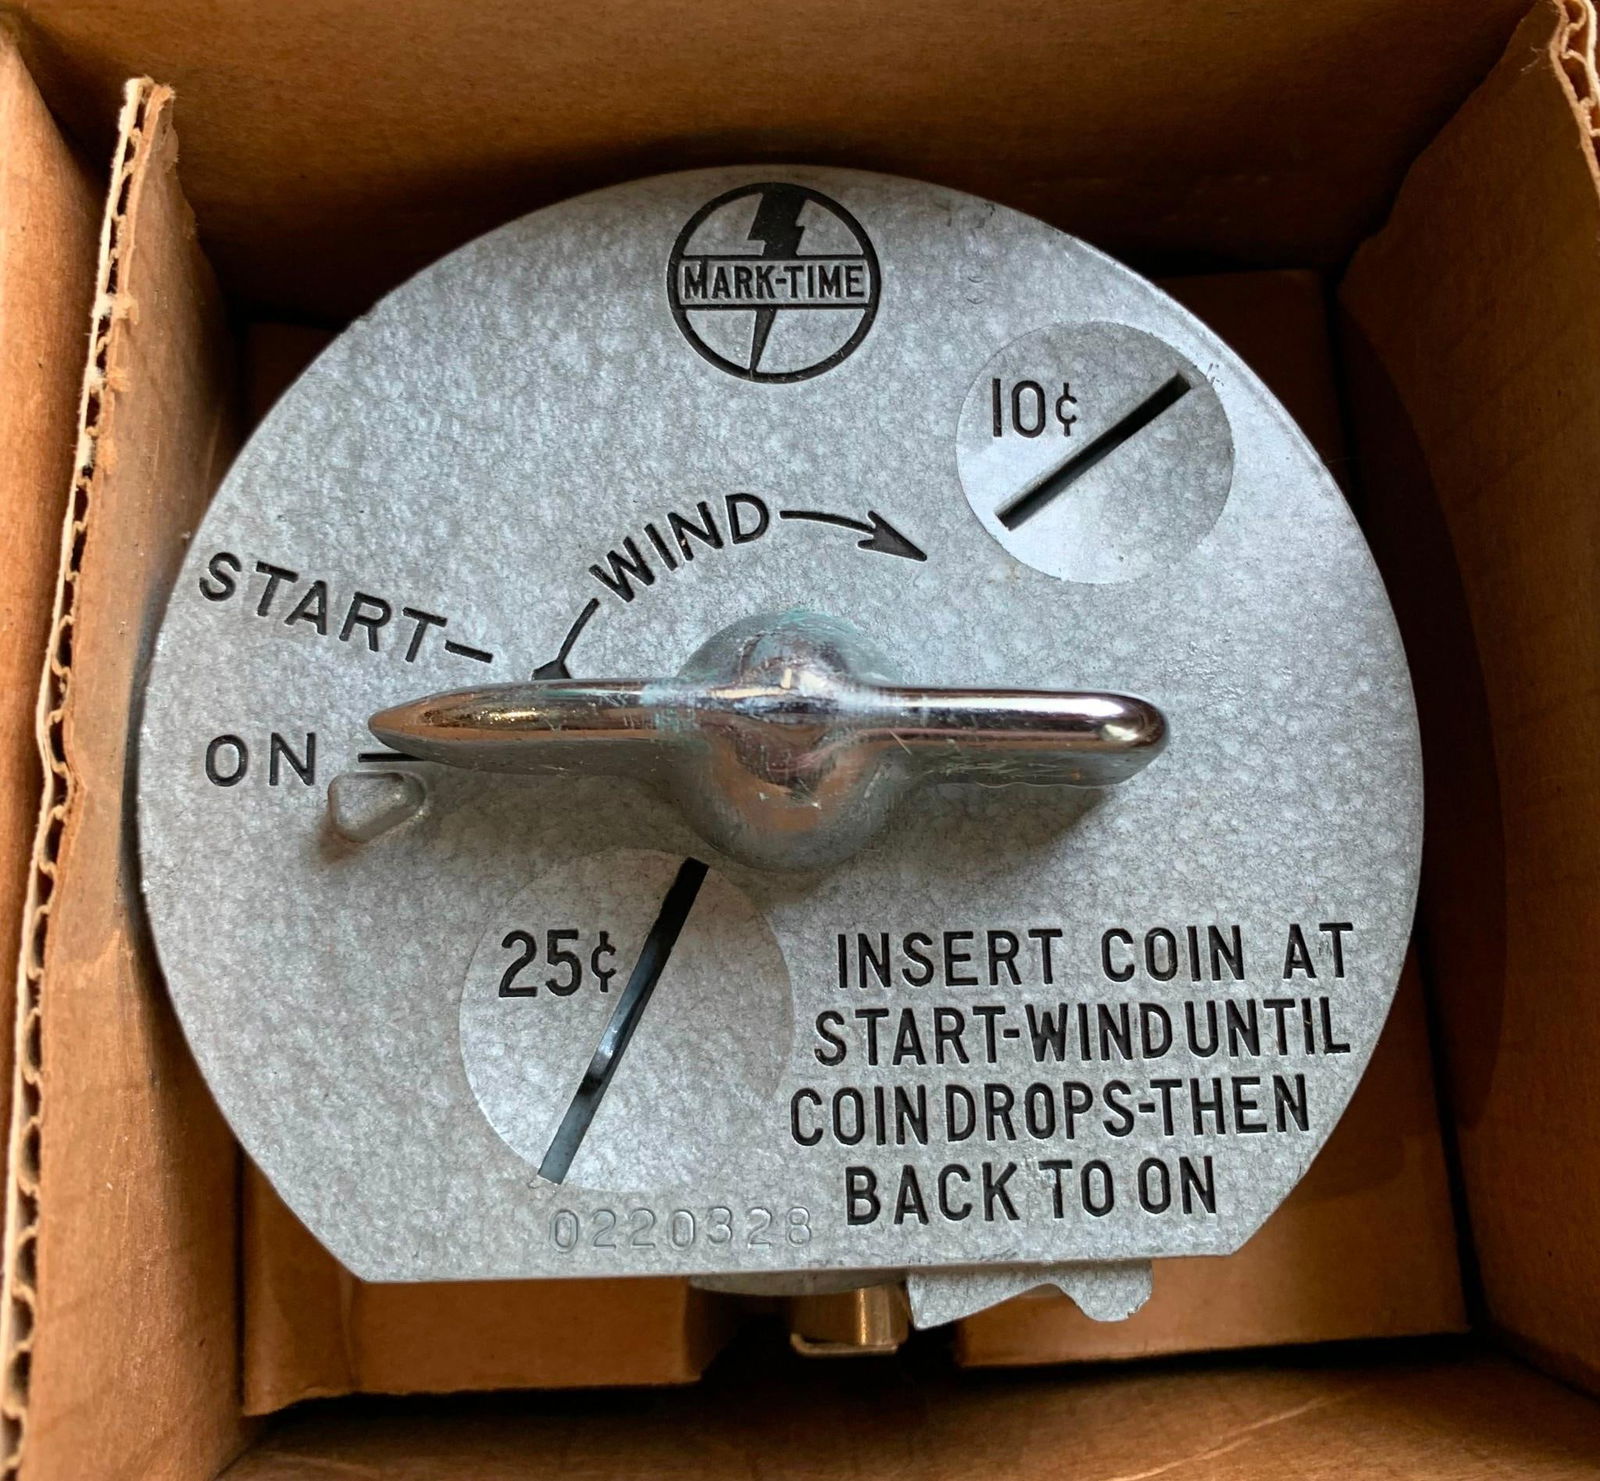 MARK-TIME
10¢
WIND
START-
ON
25¢
INSERT COIN AT
START-WIND UNTIL
COIN DROPS-THEN
BACK TO ON
0220328